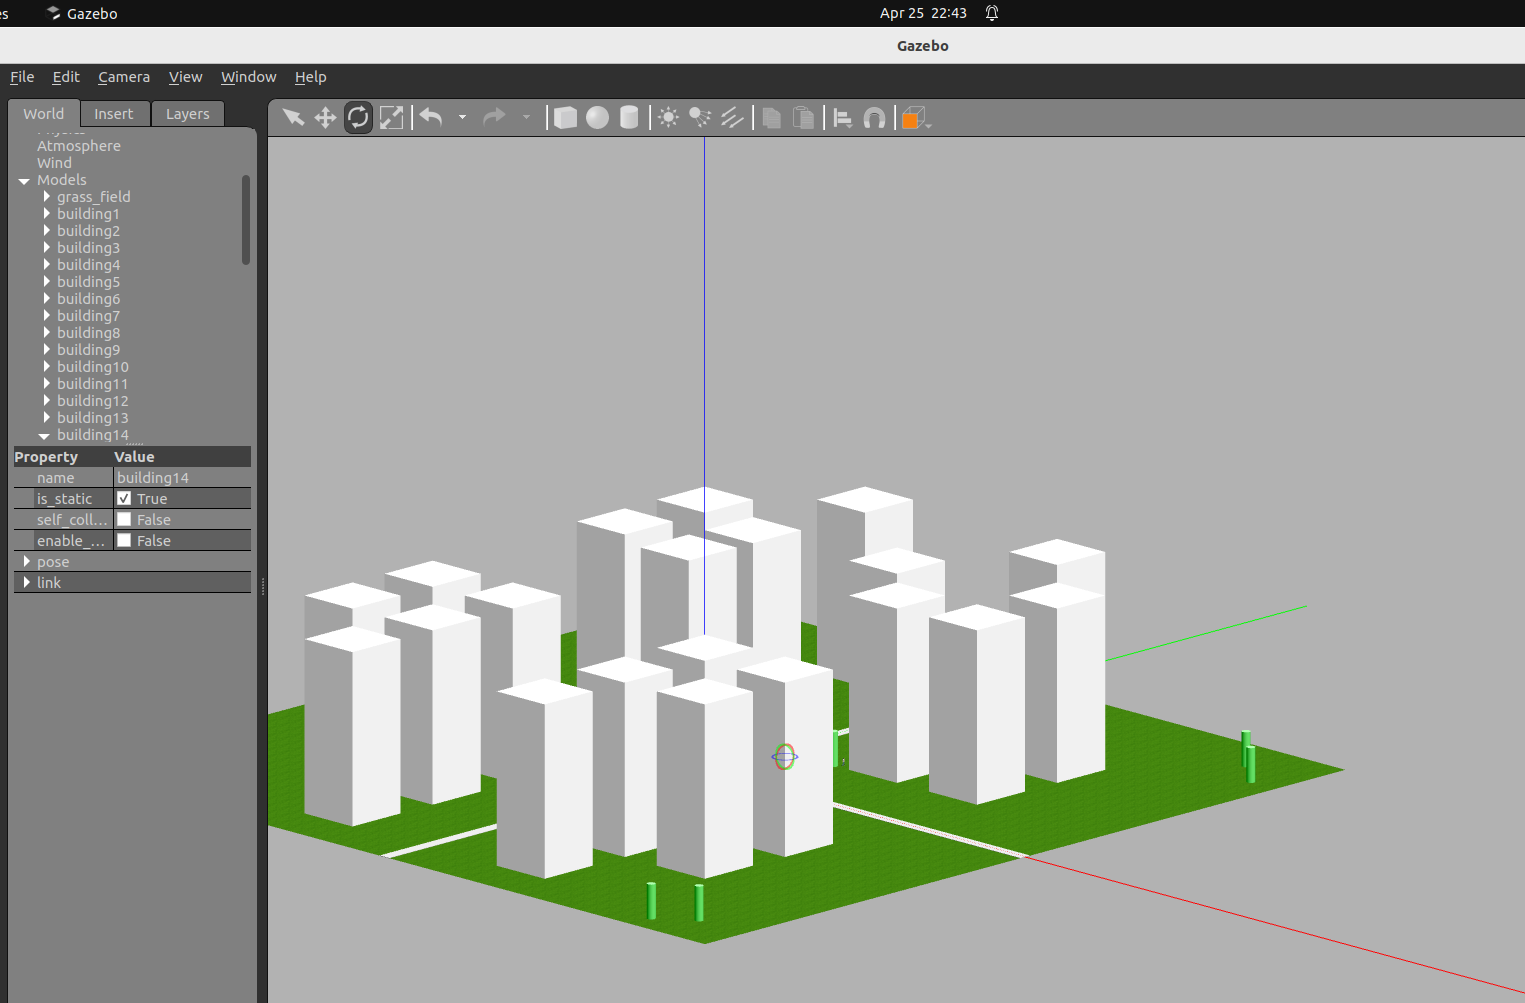 es Gazebo Apr 25 22:43
Gazebo
File Edit Camera View Window Help
World Insert Layers
Physics
Atmosphere
Wind
Models
grass_field
building1
building2
building3
building4
building5
building6
building7
building8
building9
building10
building11
building12
building13
building14
Property Value
name building14
is_static True
self_coll... False
enable_... False
pose
link